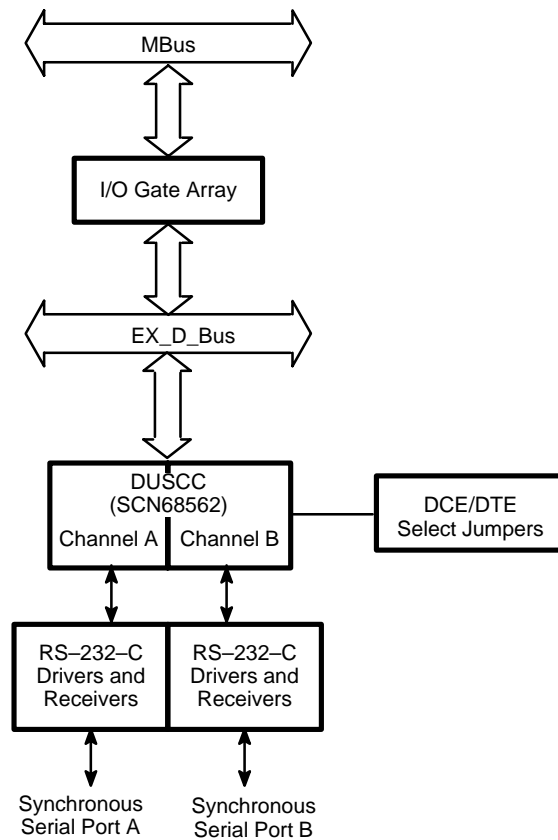 MBus
I/O Gate Array
EX_D_Bus
DUSCC
(SCN68562)
Channel A
Channel B
DCE/DTE
Select Jumpers
RS–232–C
Drivers and
Receivers
RS–232–C
Drivers and
Receivers
Synchronous
Serial Port A
Synchronous
Serial Port B